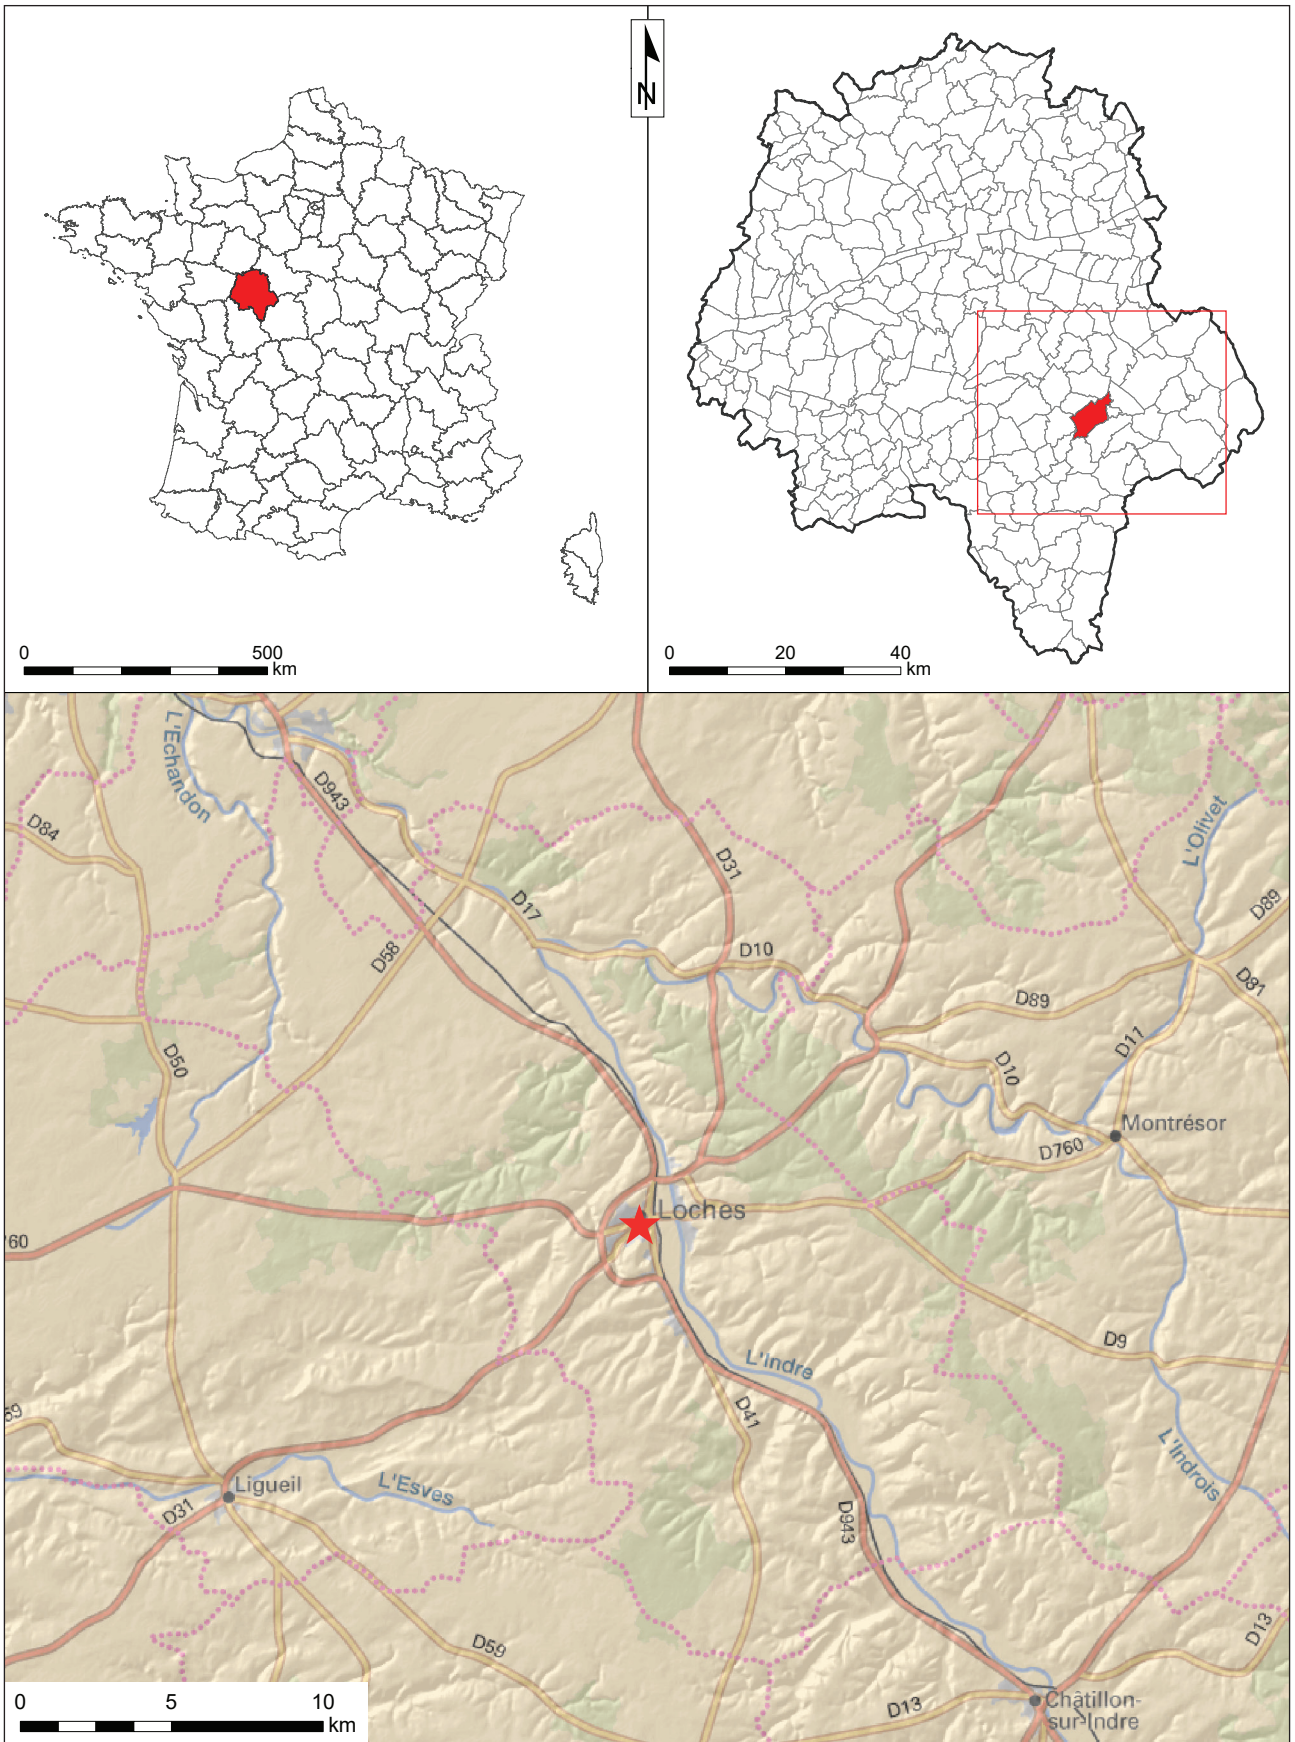 N
0 500 km
0 20 40 km
L'Echandon
D943
D84
D31
L'Olivet
D17
D89
D58
D10
D81
D89
D11
D50
D10
Montrésor
D760
Loches
'60
D9
L'Indre
D41
59
L'Indrois
Ligueil
L'Esves
D31
D943
D59
D13
D13
Châtillon-
sur-Indre
0 5 10 km